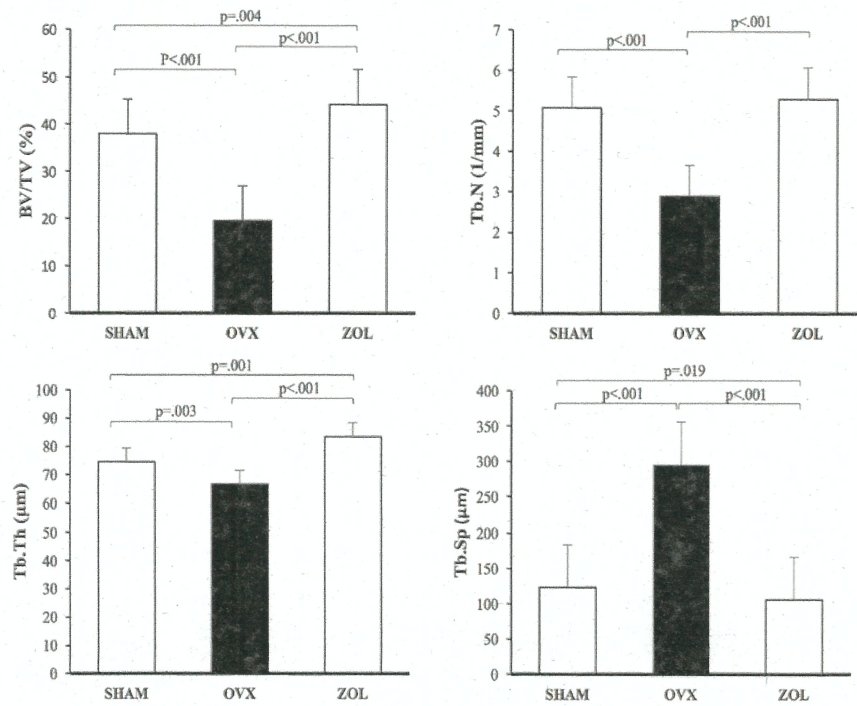 p=.004
P<.001
p<.001
60
50
40
30
20
10
0
BV/TV (%)
SHAM OVX ZOL
p<.001
p<.001
7
6
5
4
3
2
1
0
Tb.N (1/mm)
SHAM OVX ZOL
p=.001
p=.003
p<.001
100
90
80
70
60
50
40
30
20
10
0
Tb.Th (μm)
SHAM OVX ZOL
p=.019
p<.001
p<.001
400
350
300
250
200
150
100
50
0
Tb.Sp (μm)
SHAM OVX ZOL